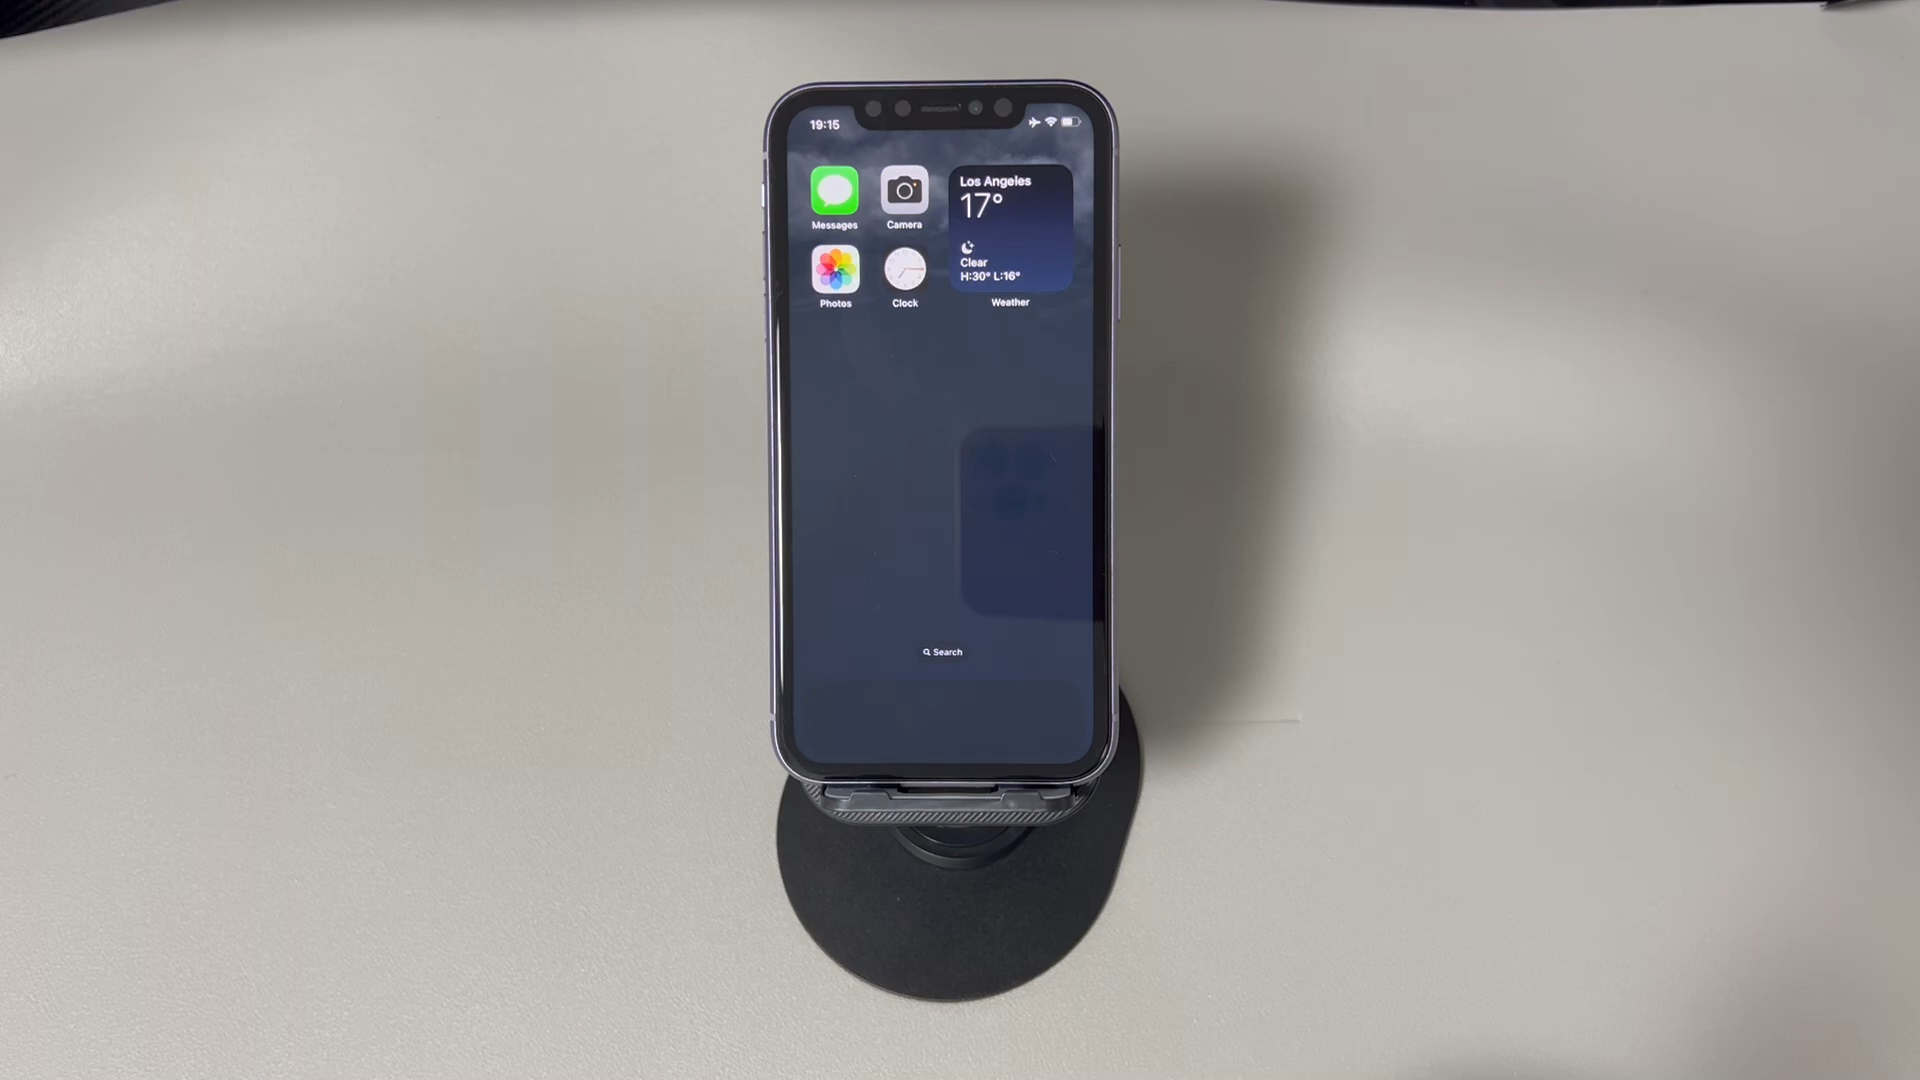 19:15
Messages
Camera
Los Angeles
17°
Clear
H:30° L:16°
Photos
Clock
Weather
Search